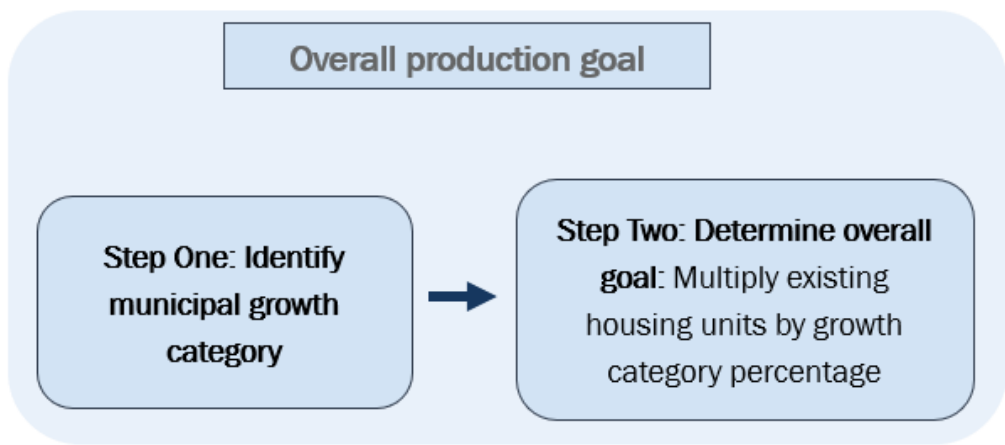 Overall production goal
Step One: Identify
municipal growth
category
Step Two: Determine overall
goal: Multiply existing
housing units by growth
category percentage